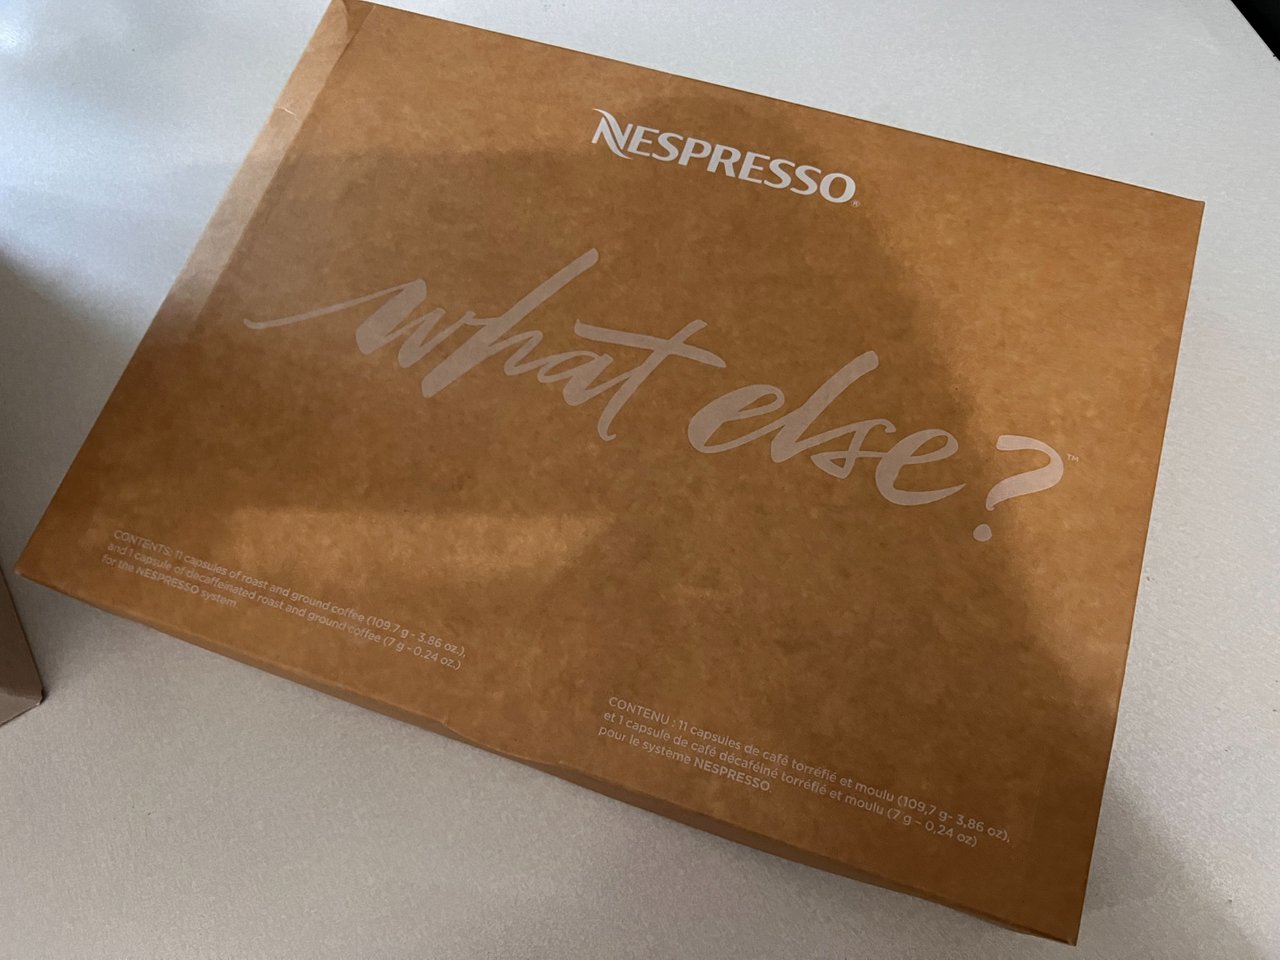 NESPRESSO®
what else?™
CONTENTS: 11 capsules of roast and ground coffee (109.7 g - 3.86 oz.),
and 1 capsule of decaffeinated roast and ground coffee (7 g - 0.24 oz.)
for the NESPRESSO system.
CONTENU : 11 capsules de café torréfié et moulu (109,7 g- 3,86 oz),
et 1 capsule de café décaféiné torréfié et moulu (7 g - 0,24 oz)
pour le système NESPRESSO.